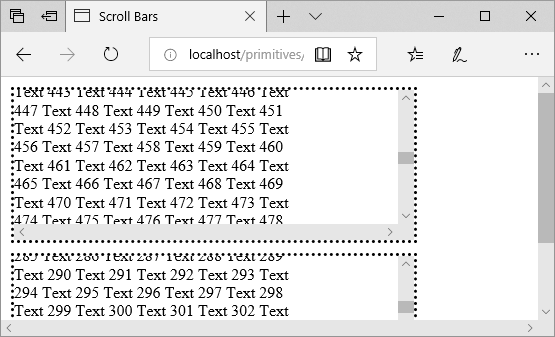 Scroll Bars
localhost/primitives/
Text 443 Text 444 Text 445 Text 446 Text
447 Text 448 Text 449 Text 450 Text 451
Text 452 Text 453 Text 454 Text 455 Text
456 Text 457 Text 458 Text 459 Text 460
Text 461 Text 462 Text 463 Text 464 Text
465 Text 466 Text 467 Text 468 Text 469
Text 470 Text 471 Text 472 Text 473 Text
474 Text 475 Text 476 Text 477 Text 478
285 Text 286 Text 287 Text 288 Text 289
Text 290 Text 291 Text 292 Text 293 Text
294 Text 295 Text 296 Text 297 Text 298
Text 299 Text 300 Text 301 Text 302 Text